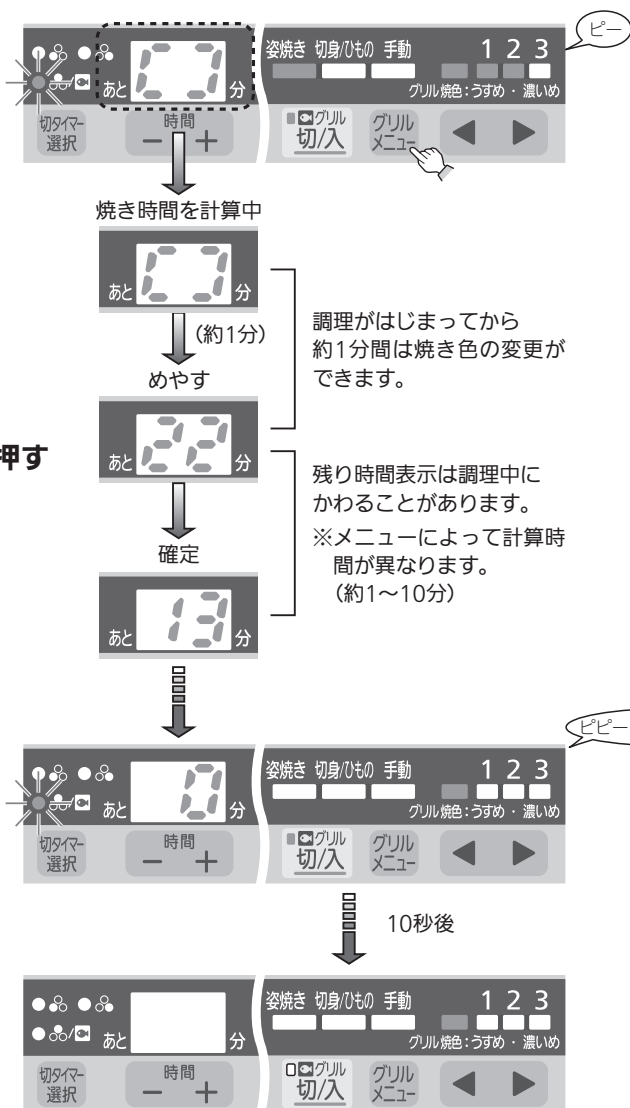 ピー
姿焼き 切身/ひもの 手動 1 2 3
あと 分
グリル焼色：うすめ ・ 濃いめ
切タイマー
選択
時間
− ＋
グリル
切/入
グリル
メニュー
焼き時間を計算中
あと 分
(約1分)
調理がはじまってから
約1分間は焼き色の変更が
できます。
めやす
押す
あと 22 分
残り時間表示は調理中に
かわることがあります。
※メニューによって計算時
間が異なります。
(約1〜10分)
確定
あと 13 分
ピピー
姿焼き 切身/ひもの 手動 1 2 3
あと 0 分
グリル焼色：うすめ ・ 濃いめ
切タイマー
選択
時間
− ＋
グリル
切/入
グリル
メニュー
10秒後
姿焼き 切身/ひもの 手動 1 2 3
あと 分
グリル焼色：うすめ ・ 濃いめ
切タイマー
選択
時間
− ＋
グリル
切/入
グリル
メニュー